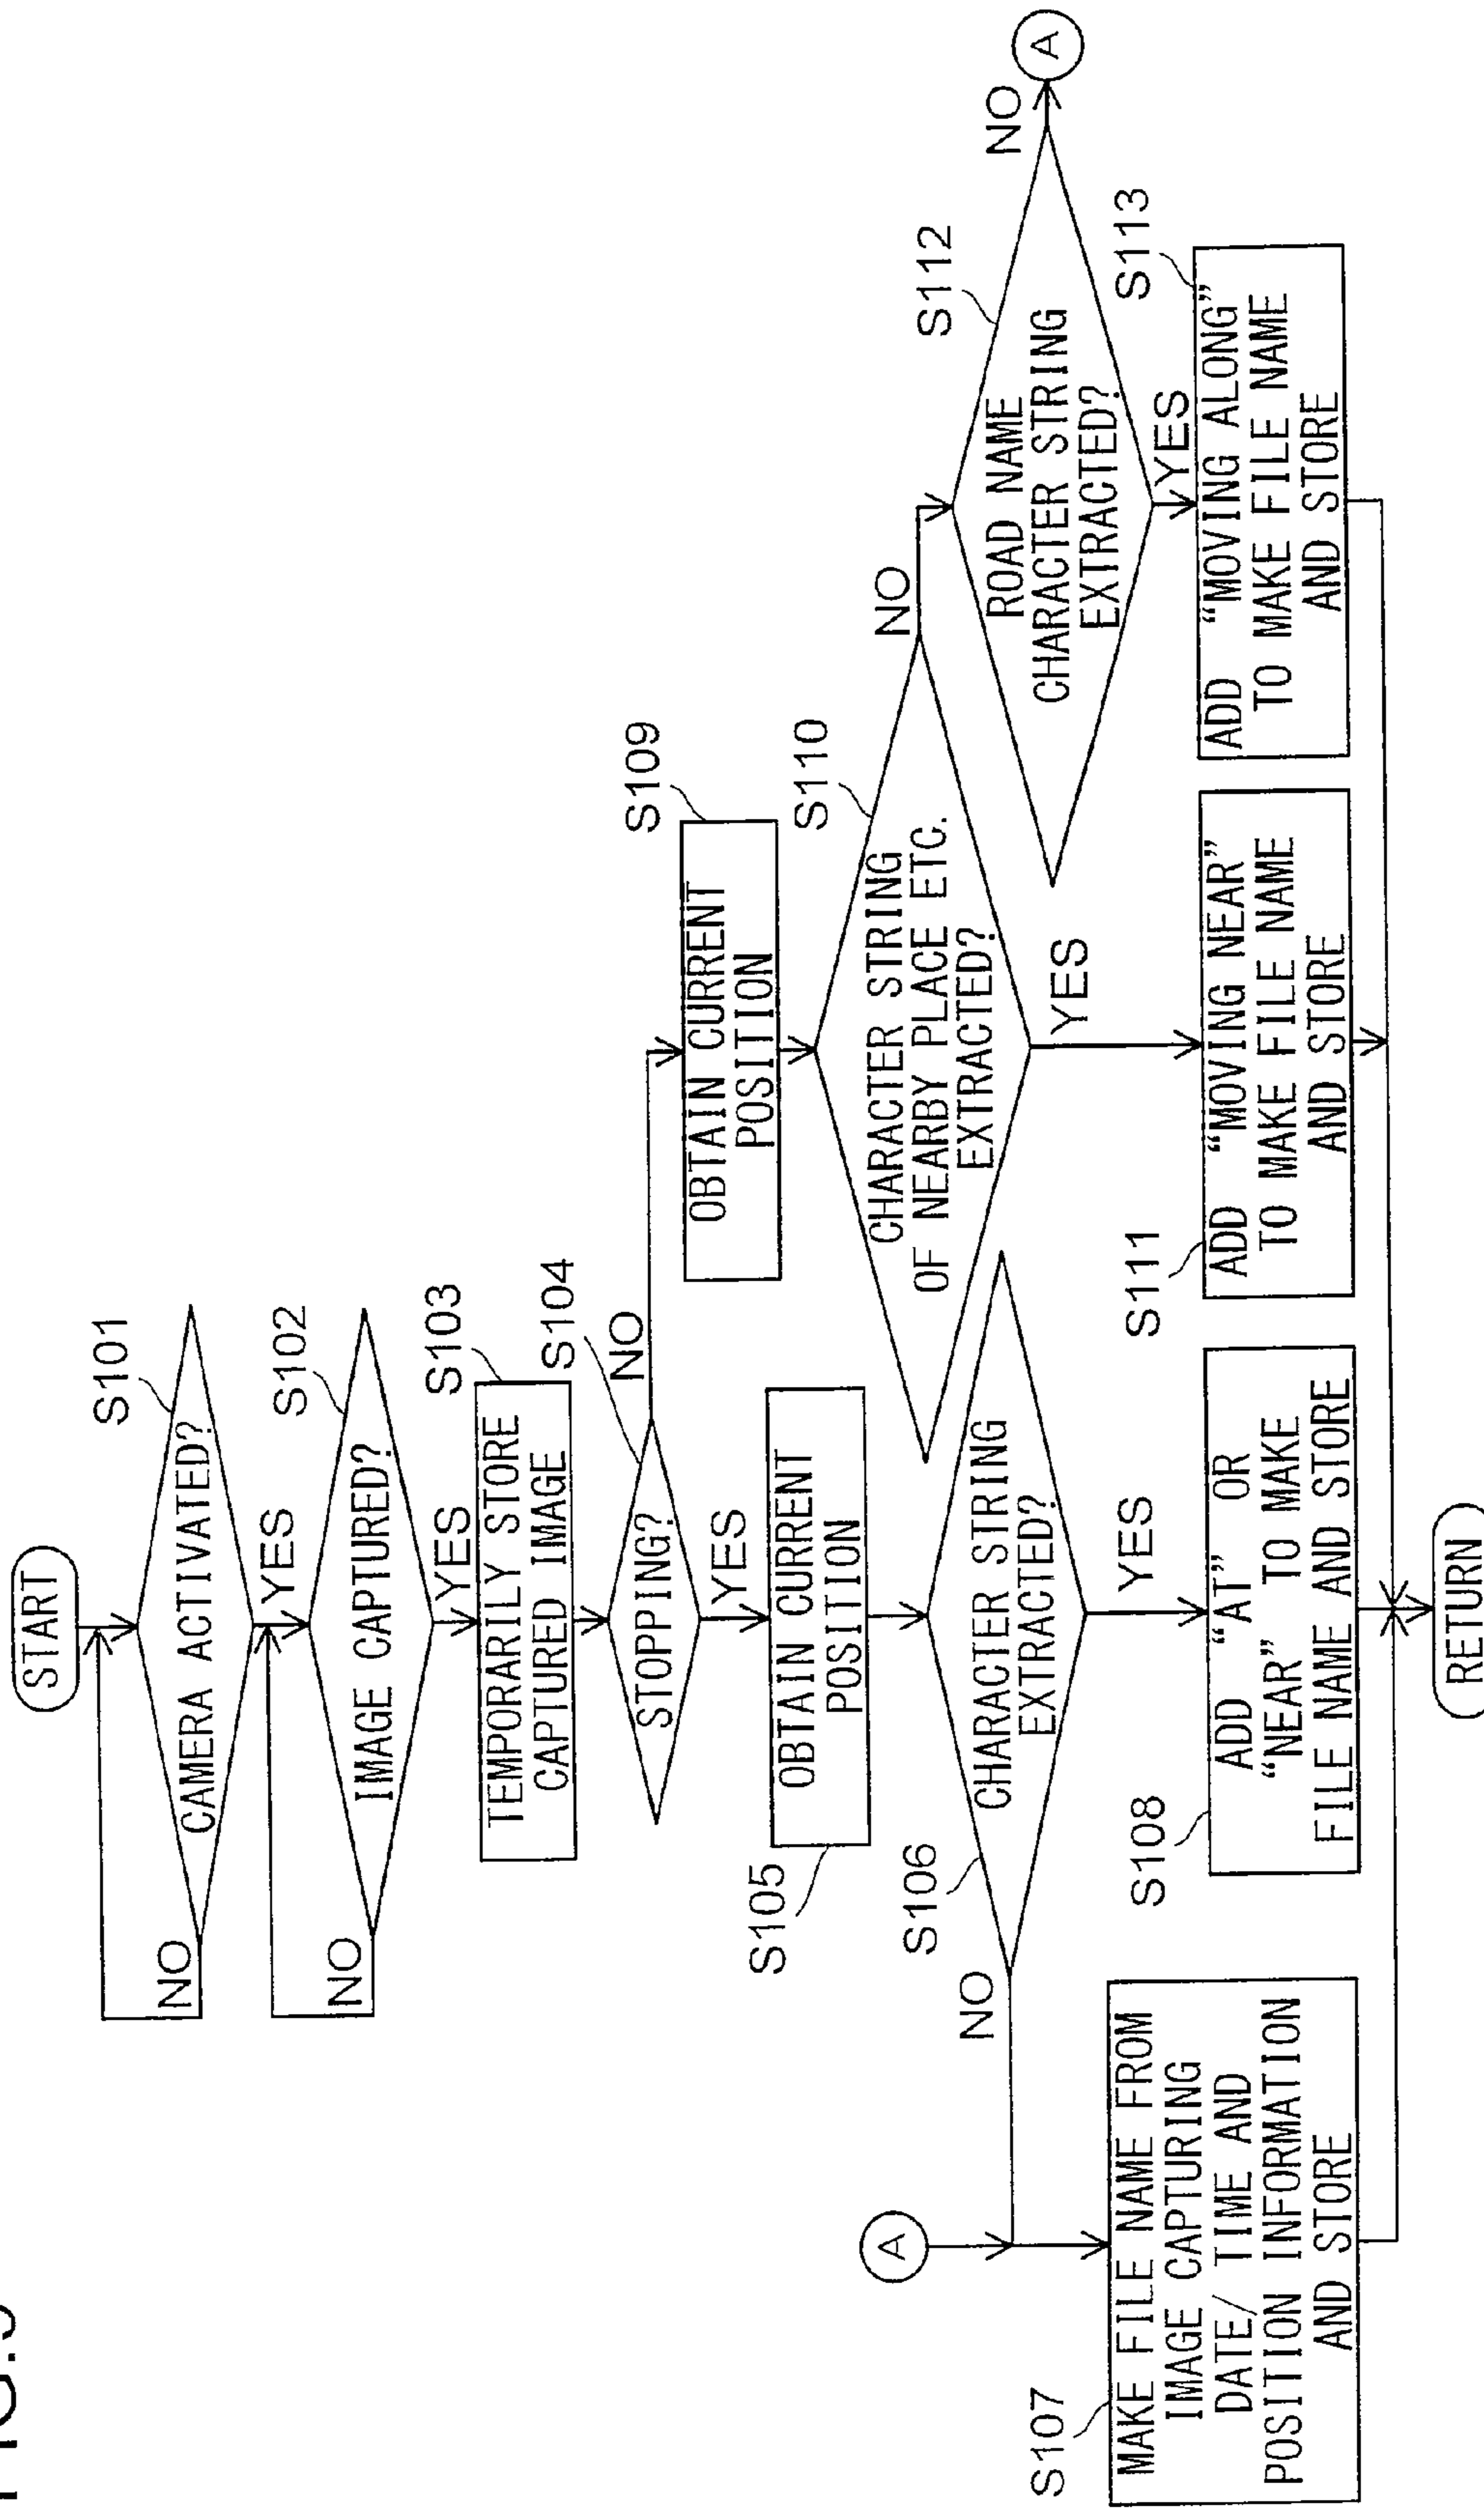 START
CAMERA ACTIVATED?
S101
NO
YES
IMAGE CAPTURED?
S102
NO
YES
TEMPORARILY STORE
CAPTURED IMAGE
S103
STOPPING?
S104
NO
YES
S105
OBTAIN CURRENT
POSITION
S106
CHARACTER STRING
EXTRACTED?
NO
YES
A
S107
MAKE FILE NAME FROM
IMAGE CAPTURING
DATE/ TIME AND
POSITION INFORMATION
AND STORE
S108
ADD "AT" OR
"NEAR" TO MAKE
FILE NAME AND STORE
S109
OBTAIN CURRENT
POSITION
S110
CHARACTER STRING
OF NEARBY PLACE ETC.
EXTRACTED?
NO
YES
S111
ADD "MOVING NEAR"
TO MAKE FILE NAME
AND STORE
S112
ROAD NAME
CHARACTER STRING
EXTRACTED?
NO
A
YES
S113
ADD "MOVING ALONG"
TO MAKE FILE NAME
AND STORE
RETURN